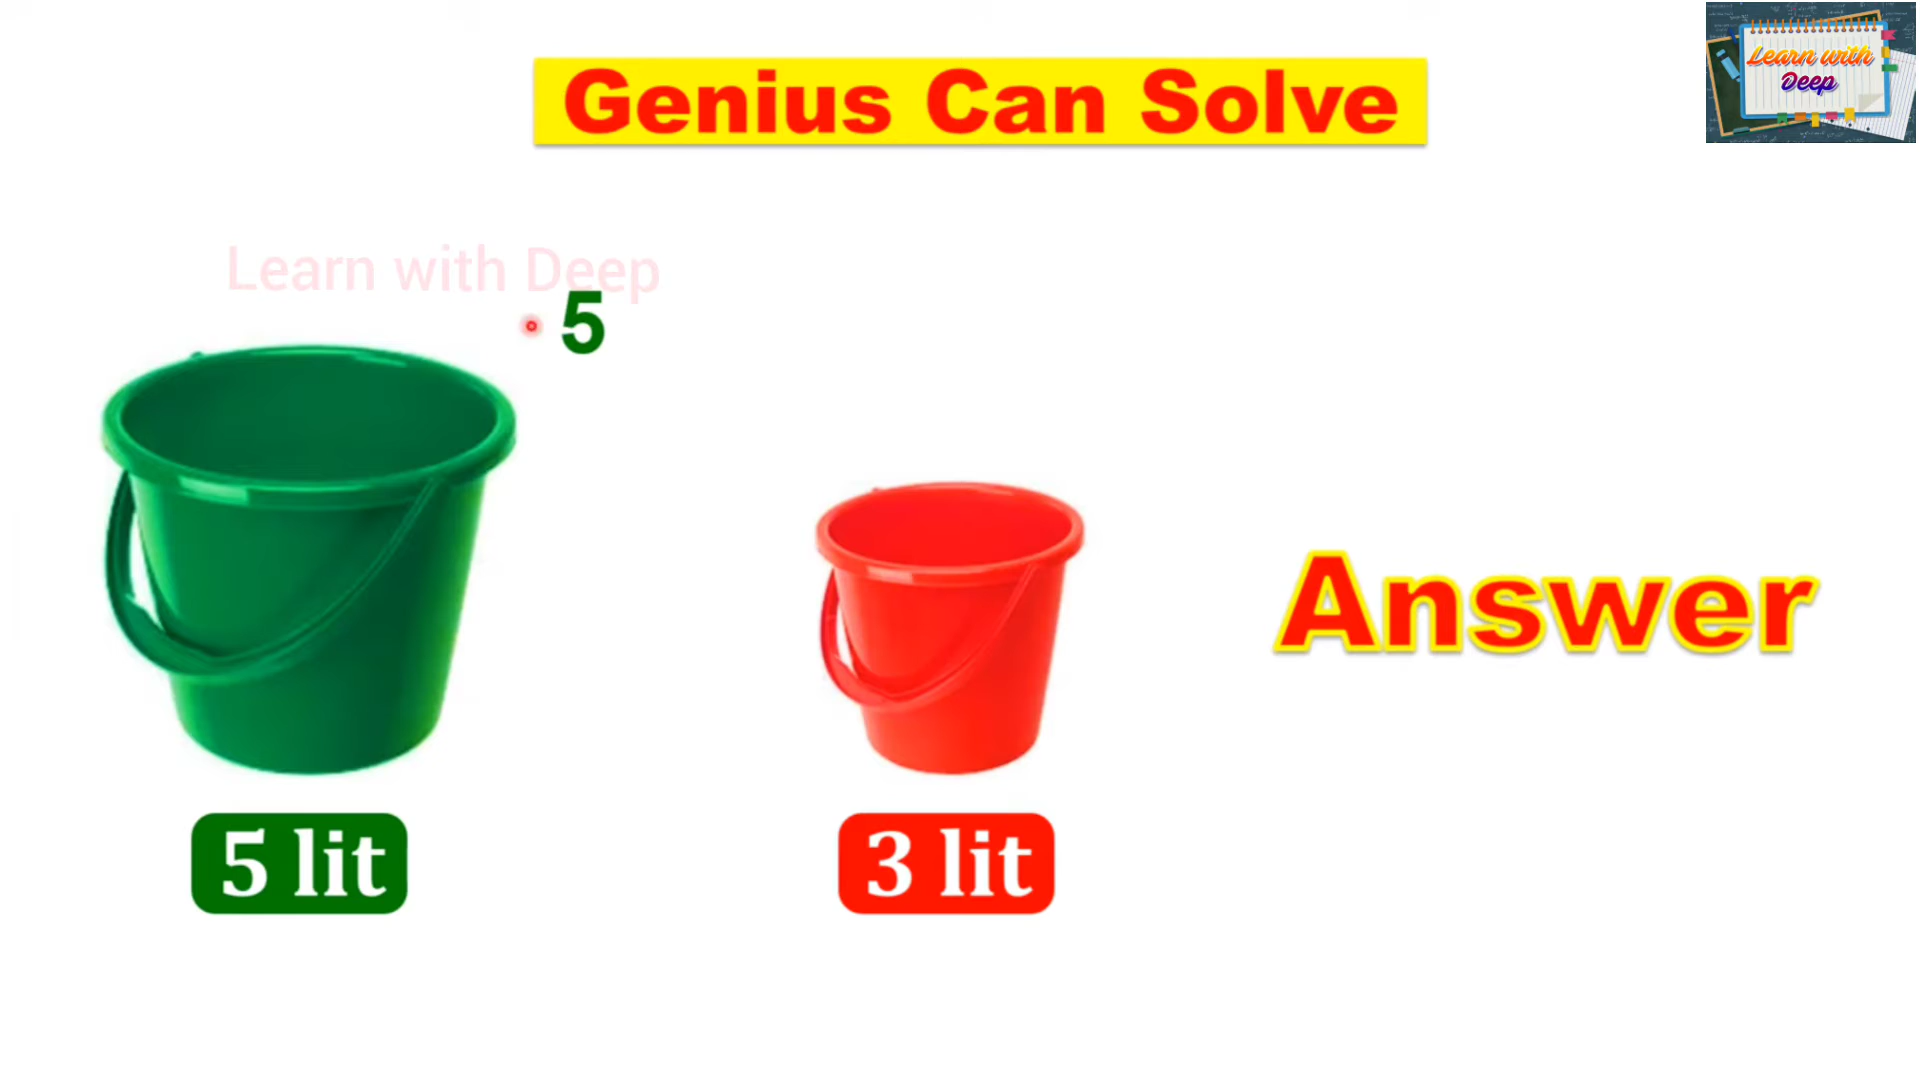 Genius Can Solve
Learn with
Deep
Learn with Deep
5
Answer
5 lit
3 lit